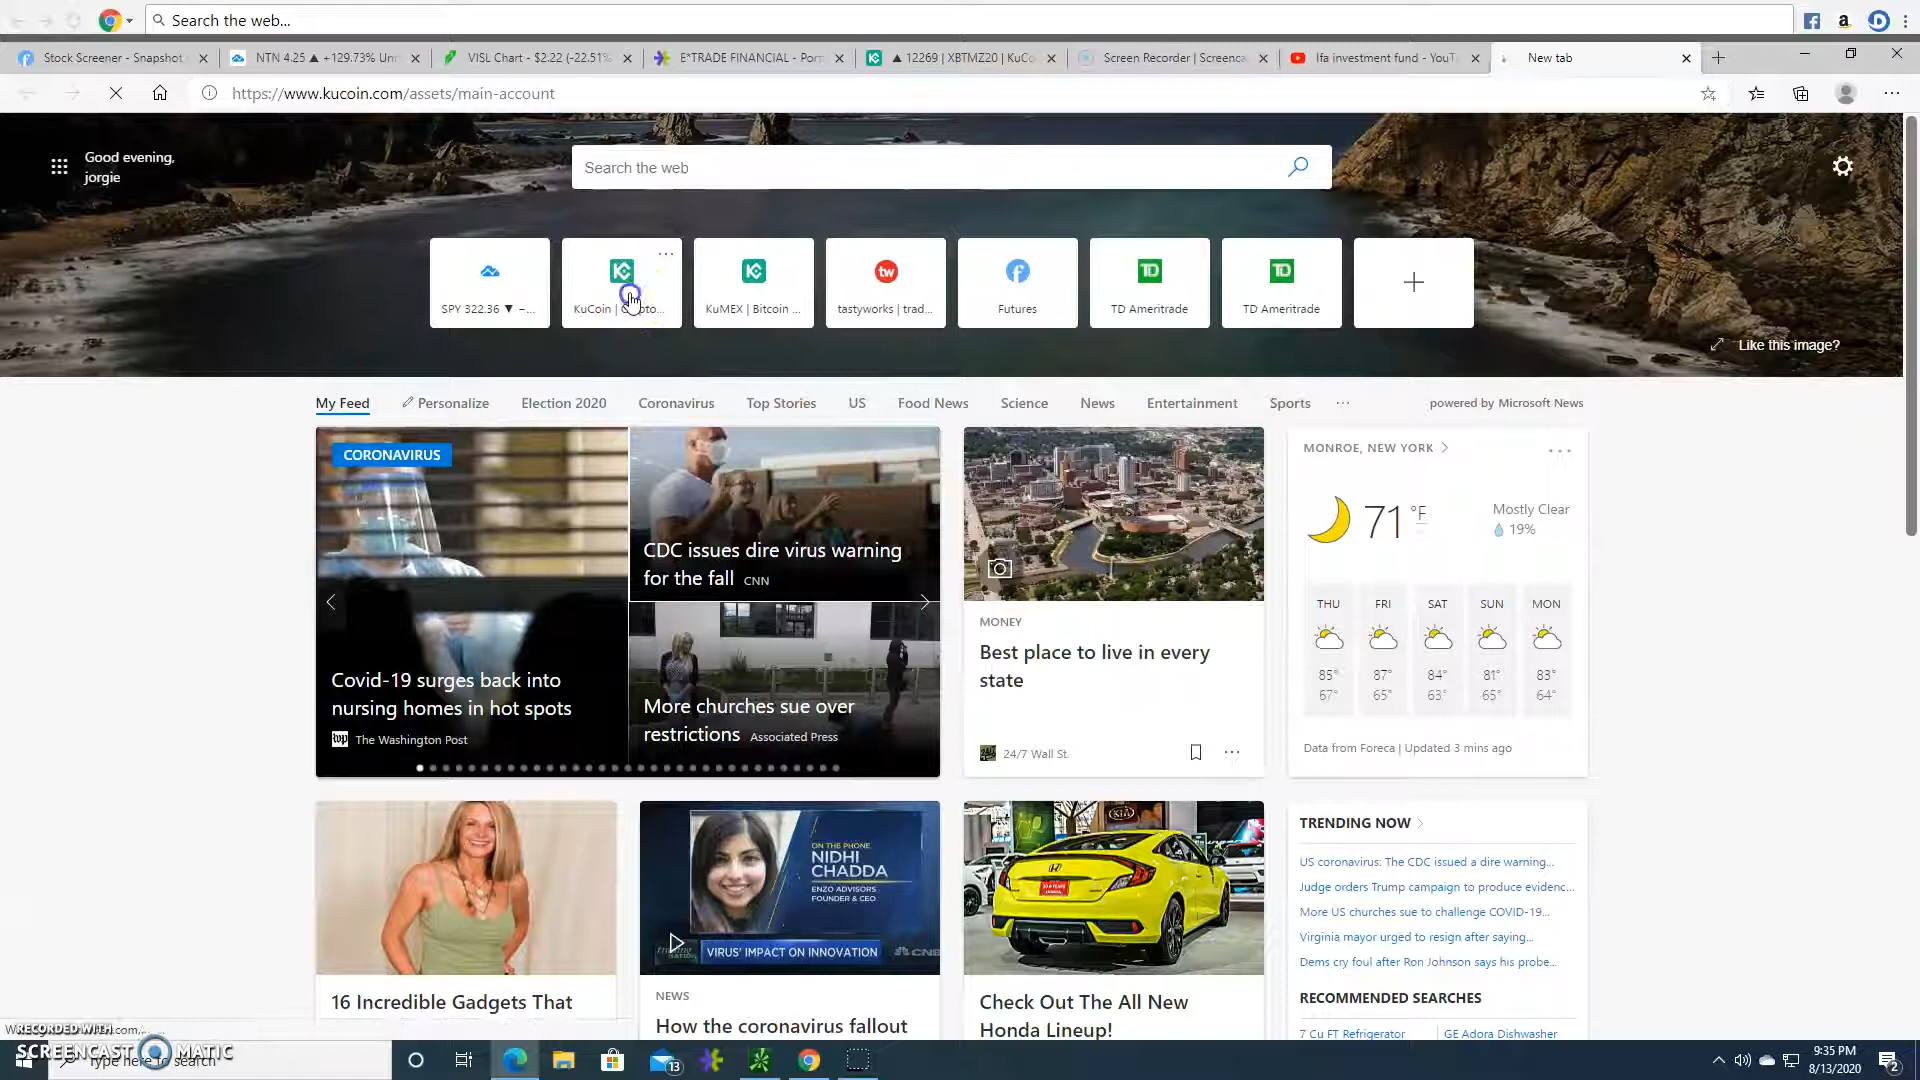 Search the web...
Stock Screener - Snapshot
NTN 4.25 ▲ +129.73% Un
VISL Chart - $2.22 (-22.51%
E*TRADE FINANCIAL - Port
▲ 12269 | XBTMZ20 | KuCo
Screen Recorder | Screenca
lfa investment fund - YouT
New tab
https://www.kucoin.com/assets/main-account
Good evening,
jorgie
Search the web
SPY 322.36 ▼ −...
KuCoin | Crypto...
KuMEX | Bitcoin ...
tastyworks | trad...
Futures
TD Ameritrade
TD Ameritrade
Like this image?
My Feed
Personalize
Election 2020
Coronavirus
Top Stories
US
Food News
Science
News
Entertainment
Sports
powered by Microsoft News
CORONAVIRUS
Covid-19 surges back into
nursing homes in hot spots
The Washington Post
CDC issues dire virus warning
for the fall CNN
More churches sue over
restrictions Associated Press
MONEY
Best place to live in every
state
24/7 Wall St.
MONROE, NEW YORK
71 °F
Mostly Clear
19%
THU FRI SAT SUN MON
85° 87° 84° 81° 83°
67° 65° 63° 65° 64°
Data from Foreca | Updated 3 mins ago
16 Incredible Gadgets That
ON THE PHONE
NIDHI
CHADDA
ENZO ADVISORS
FOUNDER & CEO
VIRUS' IMPACT ON INNOVATION
NEWS
How the coronavirus fallout
Check Out The All New
Honda Lineup!
TRENDING NOW
US coronavirus: The CDC issued a dire warning...
Judge orders Trump campaign to produce evidenc...
More US churches sue to challenge COVID-19...
Virginia mayor urged to resign after saying...
Dems cry foul after Ron Johnson says his probe...
RECOMMENDED SEARCHES
7 Cu FT Refrigerator
GE Adora Dishwasher
RECORDED WITH
SCREENCAST MATIC
Type here to search
13
9:35 PM
8/13/2020
2